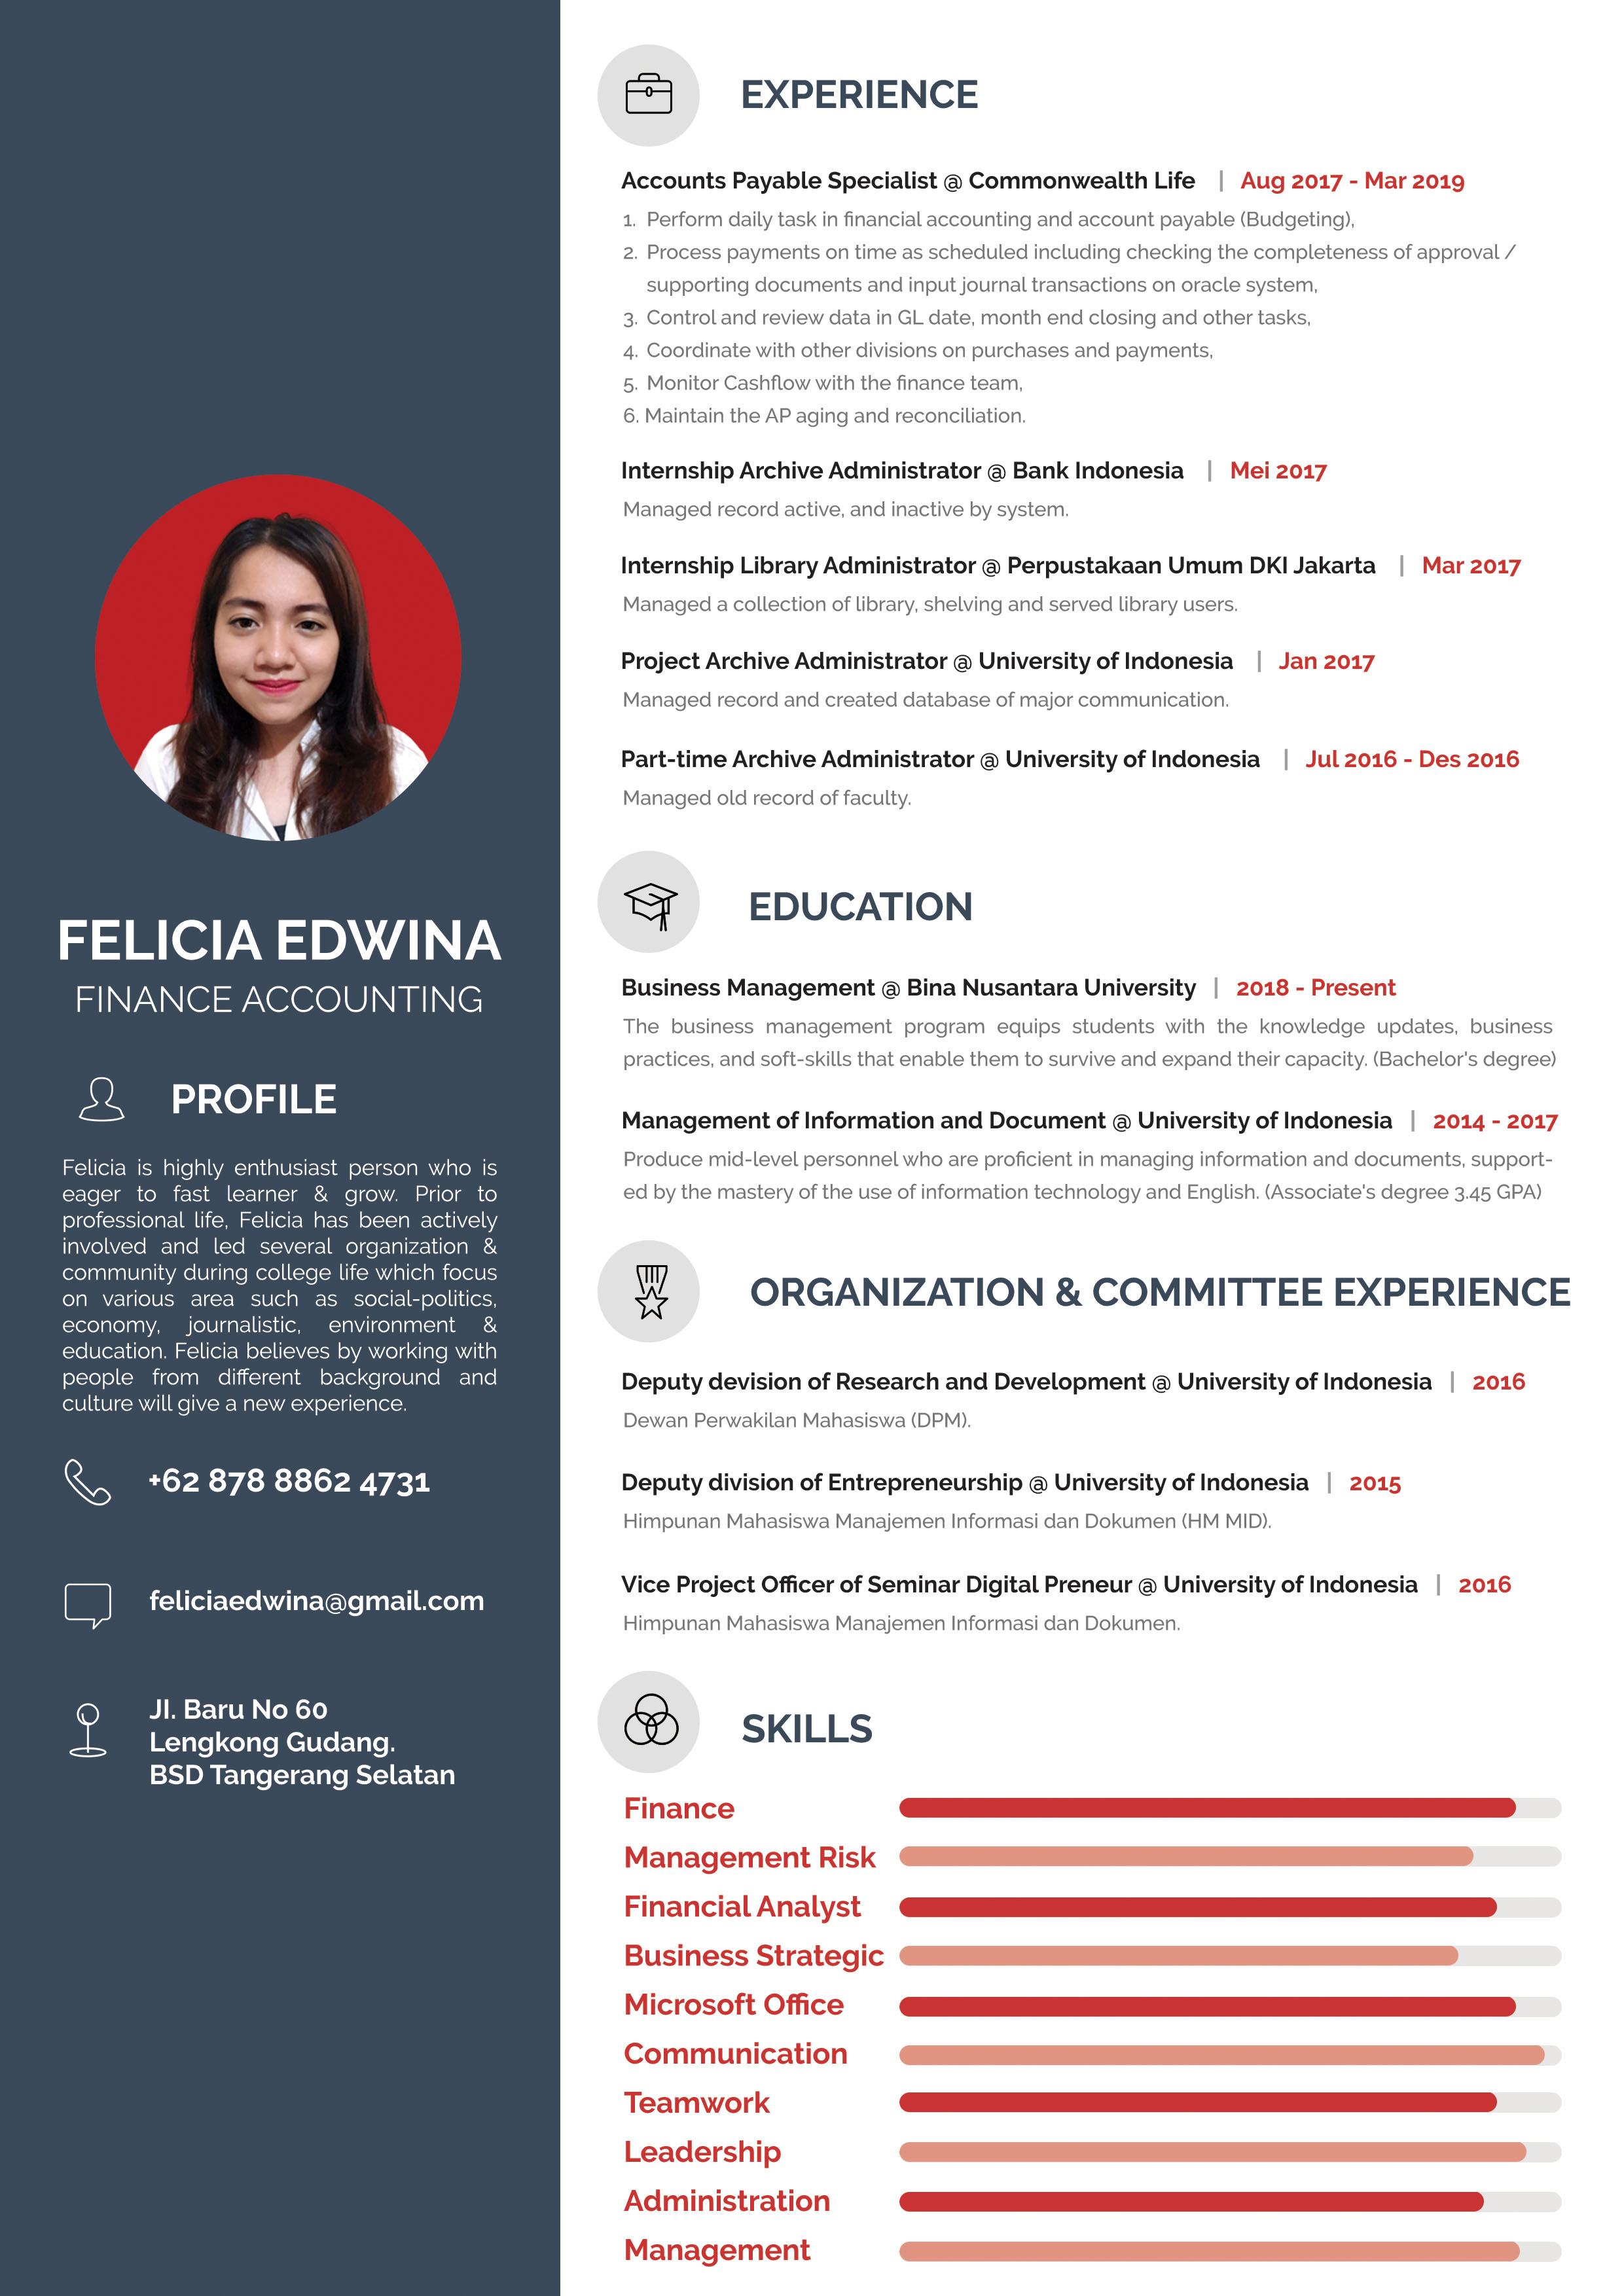 FELICIA EDWINA
FINANCE ACCOUNTING
PROFILE
Felicia is highly enthusiast person who is
eager to fast learner & grow. Prior to
professional life, Felicia has been actively
involved and led several organization &
community during college life which focus
on various area such as social-politics,
economy, journalistic, environment &
education. Felicia believes by working with
people from different background and
culture will give a new experience.
+62 878 8862 4731
feliciaedwina@gmail.com
Jl. Baru No 60
Lengkong Gudang.
BSD Tangerang Selatan
EXPERIENCE
Accounts Payable Specialist @ Commonwealth Life | Aug 2017 - Mar 2019
1. Perform daily task in financial accounting and account payable (Budgeting),
2. Process payments on time as scheduled including checking the completeness of approval /
supporting documents and input journal transactions on oracle system,
3. Control and review data in GL date, month end closing and other tasks,
4. Coordinate with other divisions on purchases and payments,
5. Monitor Cashflow with the finance team,
6. Maintain the AP aging and reconciliation.
Internship Archive Administrator @ Bank Indonesia | Mei 2017
Managed record active, and inactive by system.
Internship Library Administrator @ Perpustakaan Umum DKI Jakarta | Mar 2017
Managed a collection of library, shelving and served library users.
Project Archive Administrator @ University of Indonesia | Jan 2017
Managed record and created database of major communication.
Part-time Archive Administrator @ University of Indonesia | Jul 2016 - Des 2016
Managed old record of faculty.
EDUCATION
Business Management @ Bina Nusantara University | 2018 - Present
The business management program equips students with the knowledge updates, business
practices, and soft-skills that enable them to survive and expand their capacity. (Bachelor's degree)
Management of Information and Document @ University of Indonesia | 2014 - 2017
Produce mid-level personnel who are proficient in managing information and documents, support-
ed by the mastery of the use of information technology and English. (Associate's degree 3.45 GPA)
ORGANIZATION & COMMITTEE EXPERIENCE
Deputy devision of Research and Development @ University of Indonesia | 2016
Dewan Perwakilan Mahasiswa (DPM).
Deputy division of Entrepreneurship @ University of Indonesia | 2015
Himpunan Mahasiswa Manajemen Informasi dan Dokumen (HM MID).
Vice Project Officer of Seminar Digital Preneur @ University of Indonesia | 2016
Himpunan Mahasiswa Manajemen Informasi dan Dokumen.
SKILLS
Finance
Management Risk
Financial Analyst
Business Strategic
Microsoft Office
Communication
Teamwork
Leadership
Administration
Management